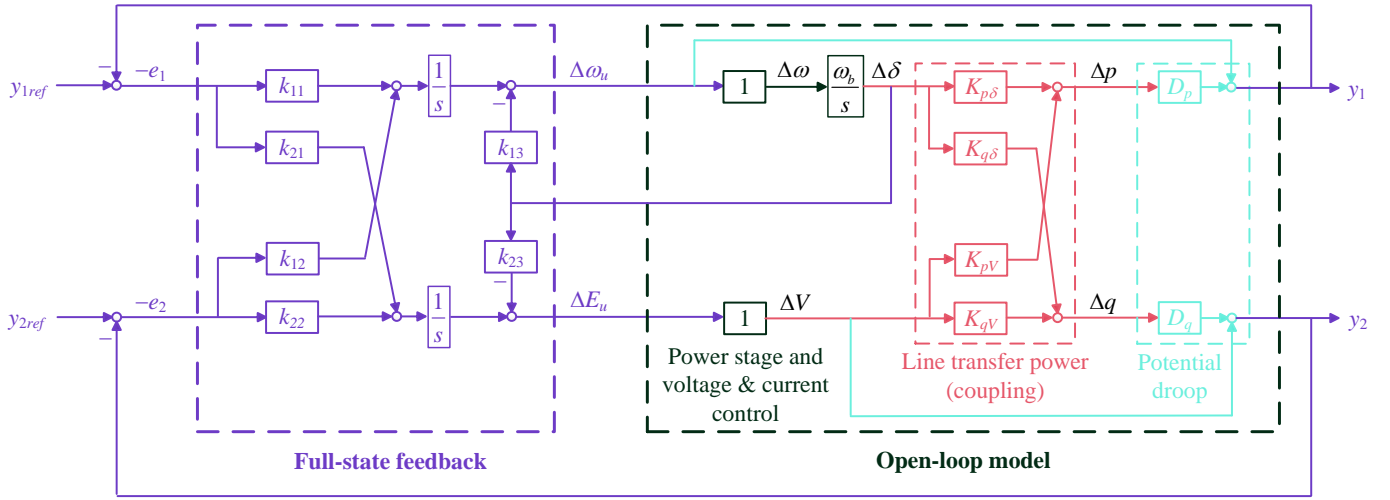 −
y1ref
−e1
k11
1
s
−
Δωu
1
Δω
ωb
s
Δδ
Kpδ
Δp
Dp
y1
k21
k13
Kqδ
k12
k23
KpV
−
y2ref
−
−e2
k22
1
s
ΔEu
1
ΔV
KqV
Δq
Dq
y2
Power stage and
voltage & current
control
Line transfer power
(coupling)
Potential
droop
Full-state feedback
Open-loop model